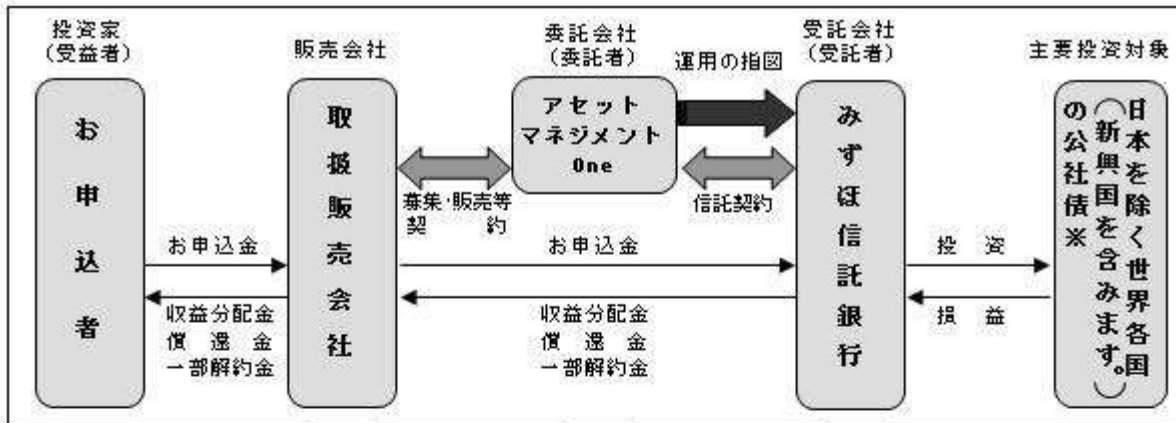 投資家
(受益者)
お申込者
販売会社
取扱販売会社
委託会社
(委託者)
アセット
マネジメント
One
運用の指図
受託会社
(受託者)
みずほ信託銀行
主要投資対象
日本を除く世界各国
(新興国を含みます。)
の公社債※
募集・販売等
契 約
信託契約
お申込金
収益分配金
償 還 金
一部解約金
お申込金
収益分配金
償 還 金
一部解約金
投 資
損 益